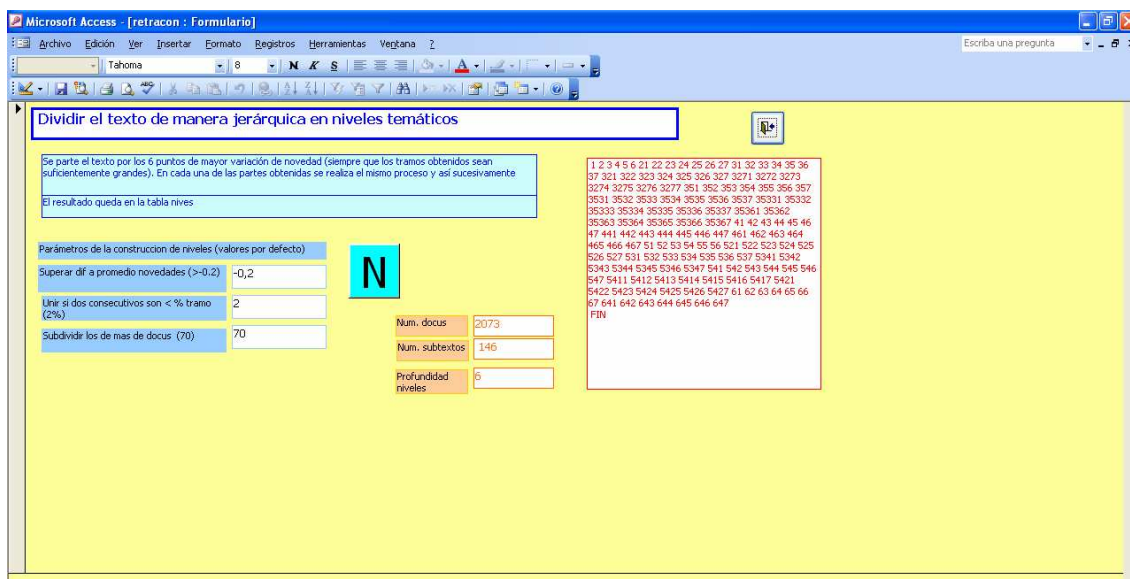 Microsoft Access - [retracon : Formulario]
Archivo Edición Ver Insertar Formato Registros Herramientas Ventana ? Escriba una pregunta
Tahoma 8 N K S A
Dividir el texto de manera jerárquica en niveles temáticos
Se parte el texto por los 6 puntos de mayor variación de novedad (siempre que los tramos obtenidos sean
suficientemente grandes). En cada una de las partes obtenidas se realiza el mismo proceso y así sucesivamente
El resultado queda en la tabla nives
Parámetros de la construccion de niveles (valores por defecto)
Superar dif a promedio novedades (>-0.2) -0,2
Unir si dos consecutivos son < % tramo
(2%)
2
Subdividir los de mas de docus (70) 70
N
Num. docus 2073
Num. subtextos 146
Profundidad
niveles
6
1 2 3 4 5 6 21 22 23 24 25 26 27 31 32 33 34 35 36
37 321 322 323 324 325 326 327 3271 3272 3273
3274 3275 3276 3277 351 352 353 354 355 356 357
3531 3532 3533 3534 3535 3536 3537 35331 35332
35333 35334 35335 35336 35337 35361 35362
35363 35364 35365 35366 35367 41 42 43 44 45 46
47 441 442 443 444 445 446 447 461 462 463 464
465 466 467 51 52 53 54 55 56 521 522 523 524 525
526 527 531 532 533 534 535 536 537 5341 5342
5343 5344 5345 5346 5347 541 542 543 544 545 546
547 5411 5412 5413 5414 5415 5416 5417 5421
5422 5423 5424 5425 5426 5427 61 62 63 64 65 66
67 641 642 643 644 645 646 647
FIN